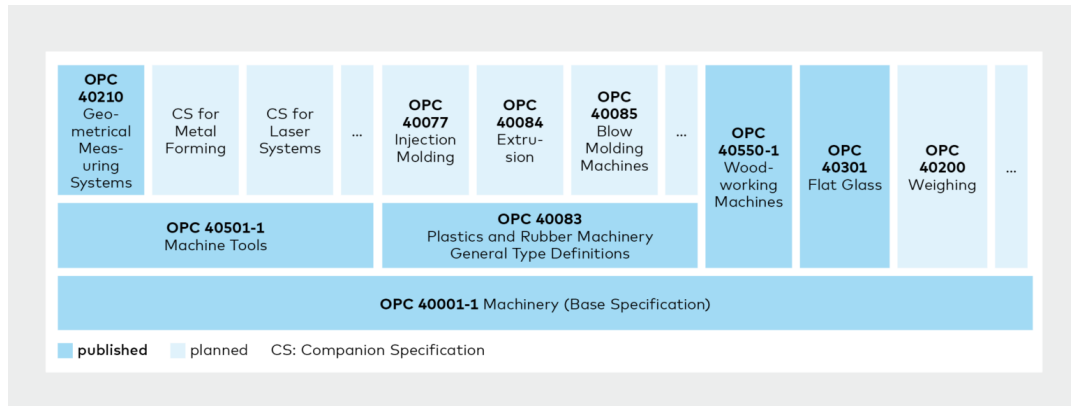 OPC
40210
Geo-
metrical
Meas-
uring
Systems
CS for
Metal
Forming
CS for
Laser
Systems
...
OPC
40077
Injection
Molding
OPC
40084
Extru-
sion
OPC
40085
Blow
Molding
Machines
...
OPC
40550-1
Wood-
working
Machines
OPC
40301
Flat Glass
OPC
40200
Weighing
...
OPC 40501-1
Machine Tools
OPC 40083
Plastics and Rubber Machinery
General Type Definitions
OPC 40001-1 Machinery (Base Specification)
published
planned
CS: Companion Specification